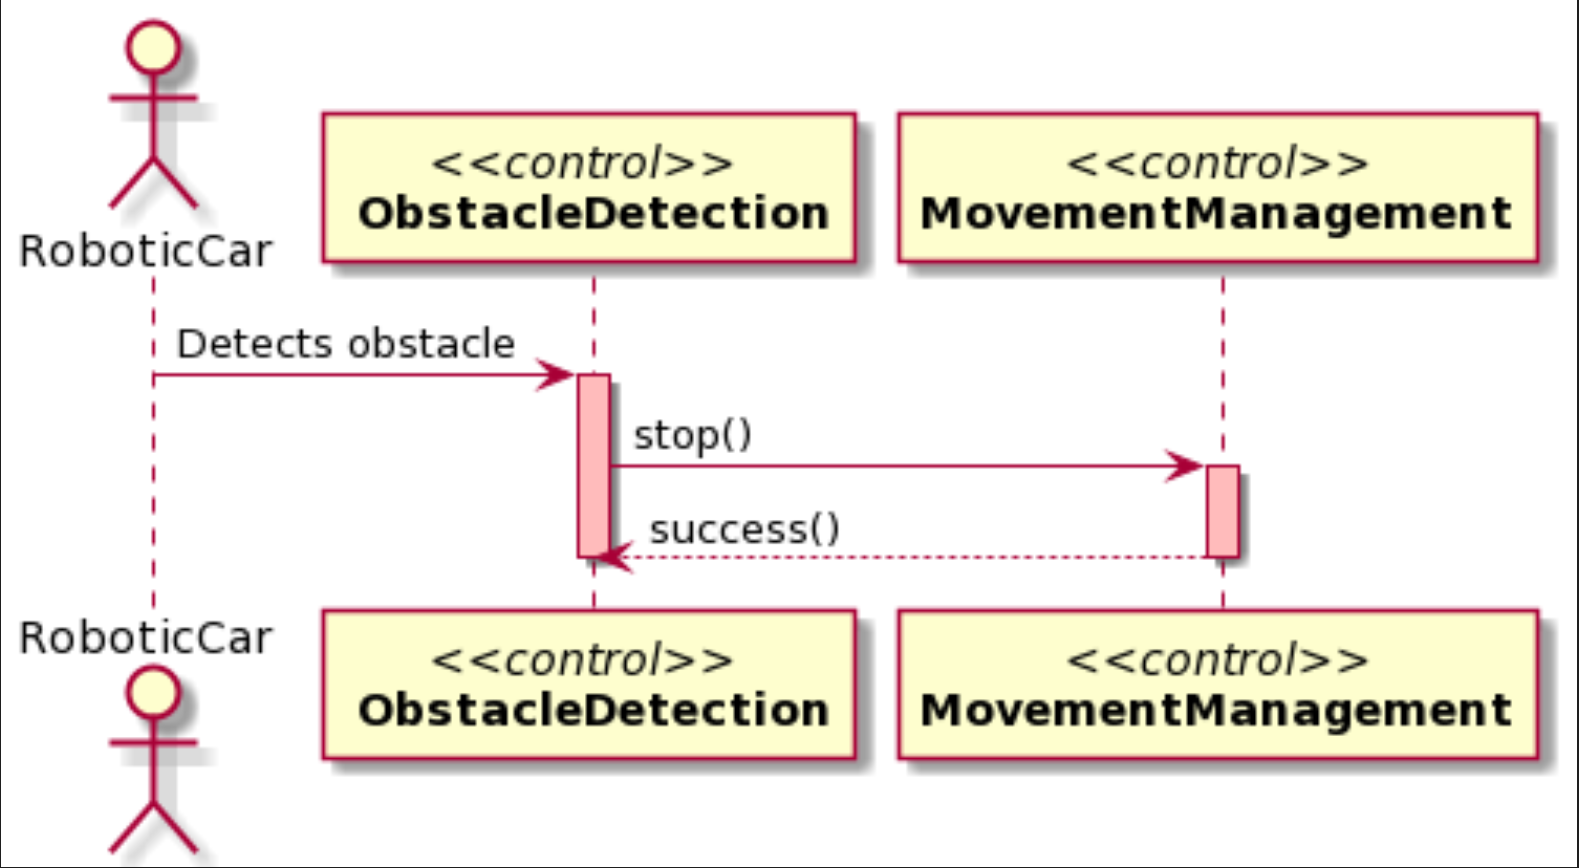 RoboticCar
<<control>>
ObstacleDetection
<<control>>
MovementManagement
Detects obstacle
stop()
success()
RoboticCar
<<control>>
ObstacleDetection
<<control>>
MovementManagement